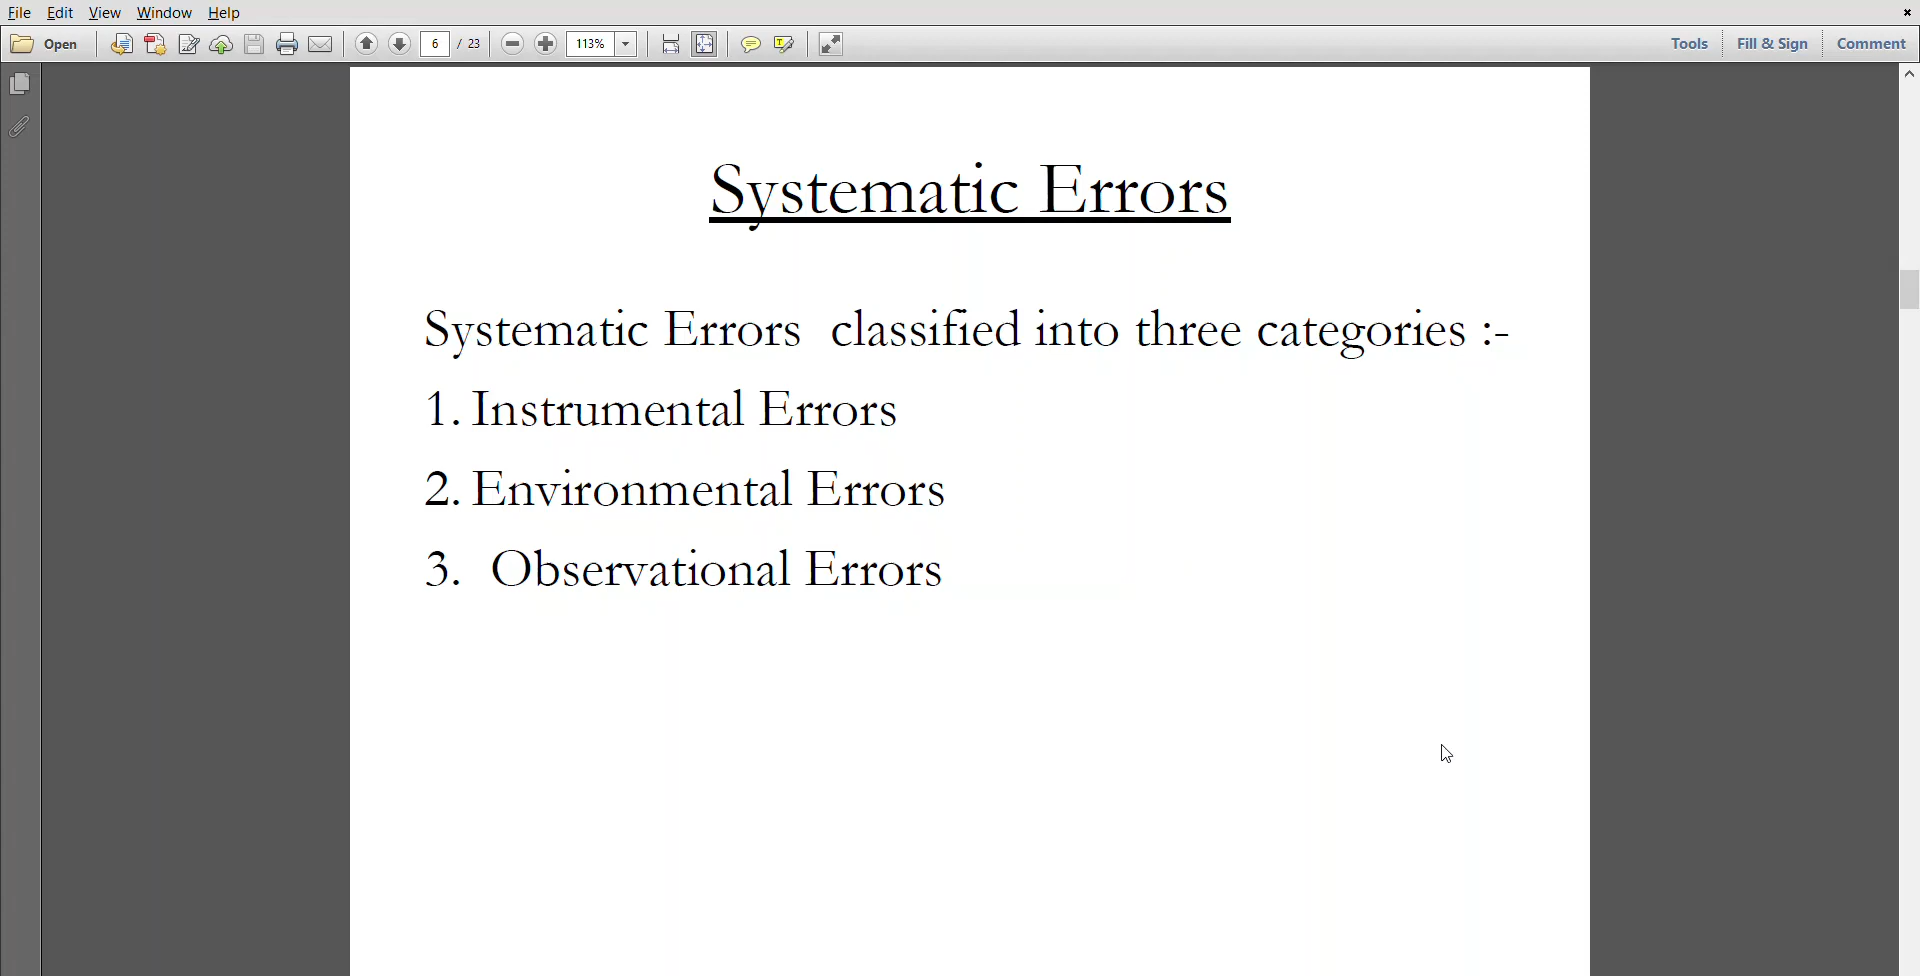 File Edit View Window Help
Open 6 / 23 113% Tools Fill & Sign Comment
Systematic Errors
Systematic Errors classified into three categories :-
1. Instrumental Errors
2. Environmental Errors
3. Observational Errors